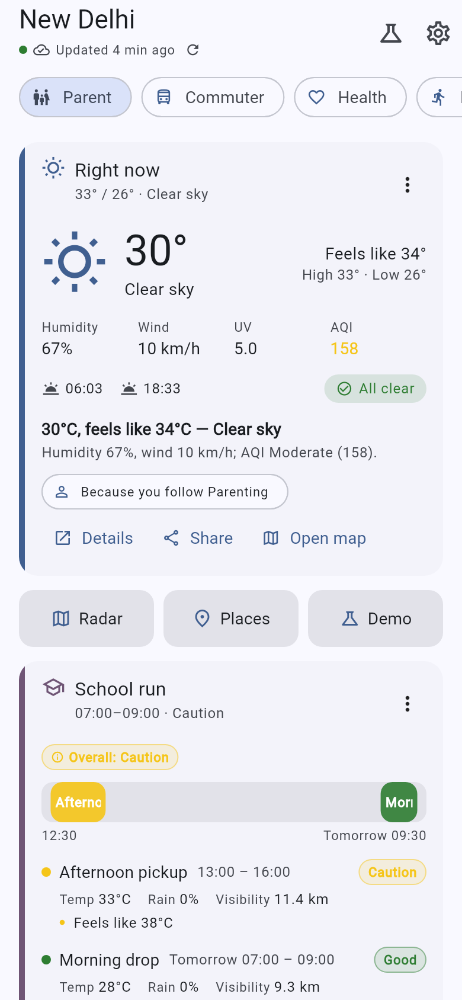 New Delhi
Updated 4 min ago
Parent
Commuter
Health
Right now
33° / 26° · Clear sky
30°
Clear sky
Feels like 34°
High 33° · Low 26°
Humidity
Wind
UV
AQI
67%
10 km/h
5.0
158
06:03
18:33
All clear
30°C, feels like 34°C — Clear sky
Humidity 67%, wind 10 km/h; AQI Moderate (158).
Because you follow Parenting
Details
Share
Open map
Radar
Places
Demo
School run
07:00–09:00 · Caution
Overall: Caution
12:30
Tomorrow 09:30
Afternoon pickup 13:00 – 16:00
Caution
Temp 33°C Rain 0% Visibility 11.4 km
Feels like 38°C
Morning drop Tomorrow 07:00 – 09:00
Good
Temp 28°C Rain 0% Visibility 9.3 km